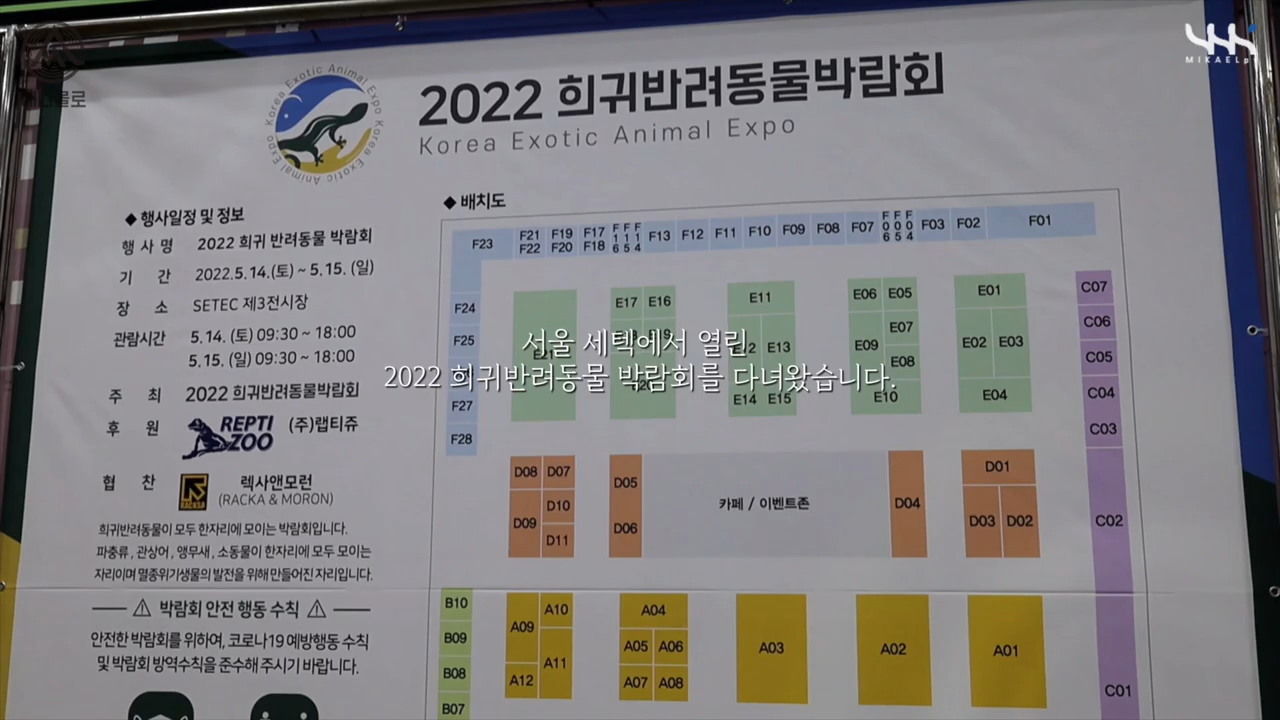 MIKAELp
을로
Korea Exotic Animal Expo Korea Exotic Animal Expo
2022 희귀반려동물박람회
Korea Exotic Animal Expo
◆ 행사일정 및 정보
행 사 명 2022 희귀 반려동물 박람회
기 간 2022.5.14.(토) ~ 5.15. (일)
장 소 SETEC 제3전시장
관람시간 5.14. (토) 09:30 ~ 18:00
5.15. (일) 09:30 ~ 18:00
주 최 2022 희귀반려동물박람회
후 원 REPTI ZOO (주)랩티쥬
협 찬 RACKA 렉사앤모런
(RACKA & MORON)
희귀반려동물이 모두 한자리에 모이는 박람회입니다.
파충류 , 관상어 , 앵무새 , 소동물이 한자리에 모두 모이는
자리이며 멸종위기생물의 발전을 위해 만들어진 자리입니다.
⚠ 박람회 안전 행동 수칙 ⚠
안전한 박람회를 위하여, 코로나19 예방행동 수칙
및 박람회 방역수칙을 준수해 주시기 바랍니다.
◆ 배치도
F23 F21 F19 F17 F16 F15 F14 F13 F12 F11 F10 F09 F08 F07 F06 F05 F04 F03 F02 F01
F22 F20 F18
F24
F25
F27
F28
E17 E16 E11 E06 E05 E01 C07
E07 C06
E13 E09 E02 E03
E08 C05
E14 E15 E10 E04 C04
C03
서울 세텍에서 열린
2022 희귀반려동물 박람회를 다녀왔습니다.
D08 D07 D05 D01
D10 카페 / 이벤트존 D04
D09 D06 D03 D02 C02
D11
B10 A09 A10 A04 A03 A02 A01
B09 A05 A06
B08 A12 A11 A07 A08 C01
B07